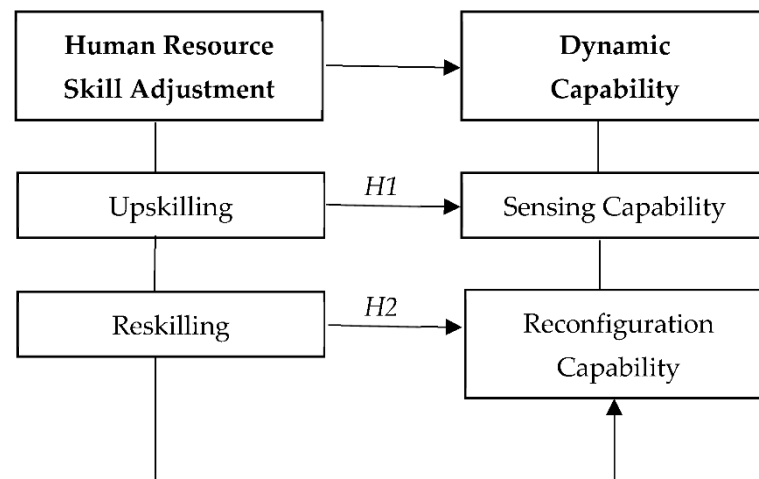 Human Resource
Skill Adjustment
Dynamic
Capability
Upskilling
H1
Sensing Capability
Reskilling
H2
Reconfiguration
Capability